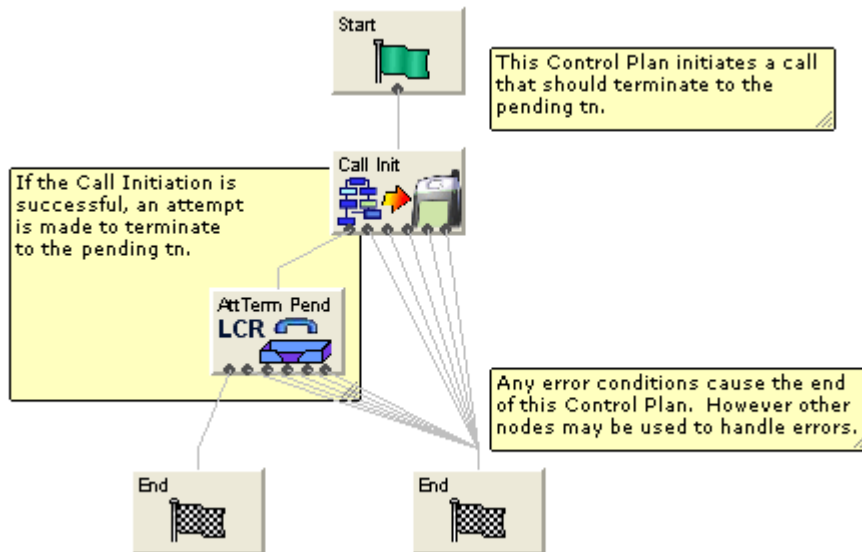 Start
This Control Plan initiates a call
that should terminate to the
pending tn.
Call Init
If the Call Initiation is
successful, an attempt
is made to terminate
to the pending tn.
AttTerm Pend
LCR
Any error conditions cause the end
of this Control Plan. However other
nodes may be used to handle errors.
End
End